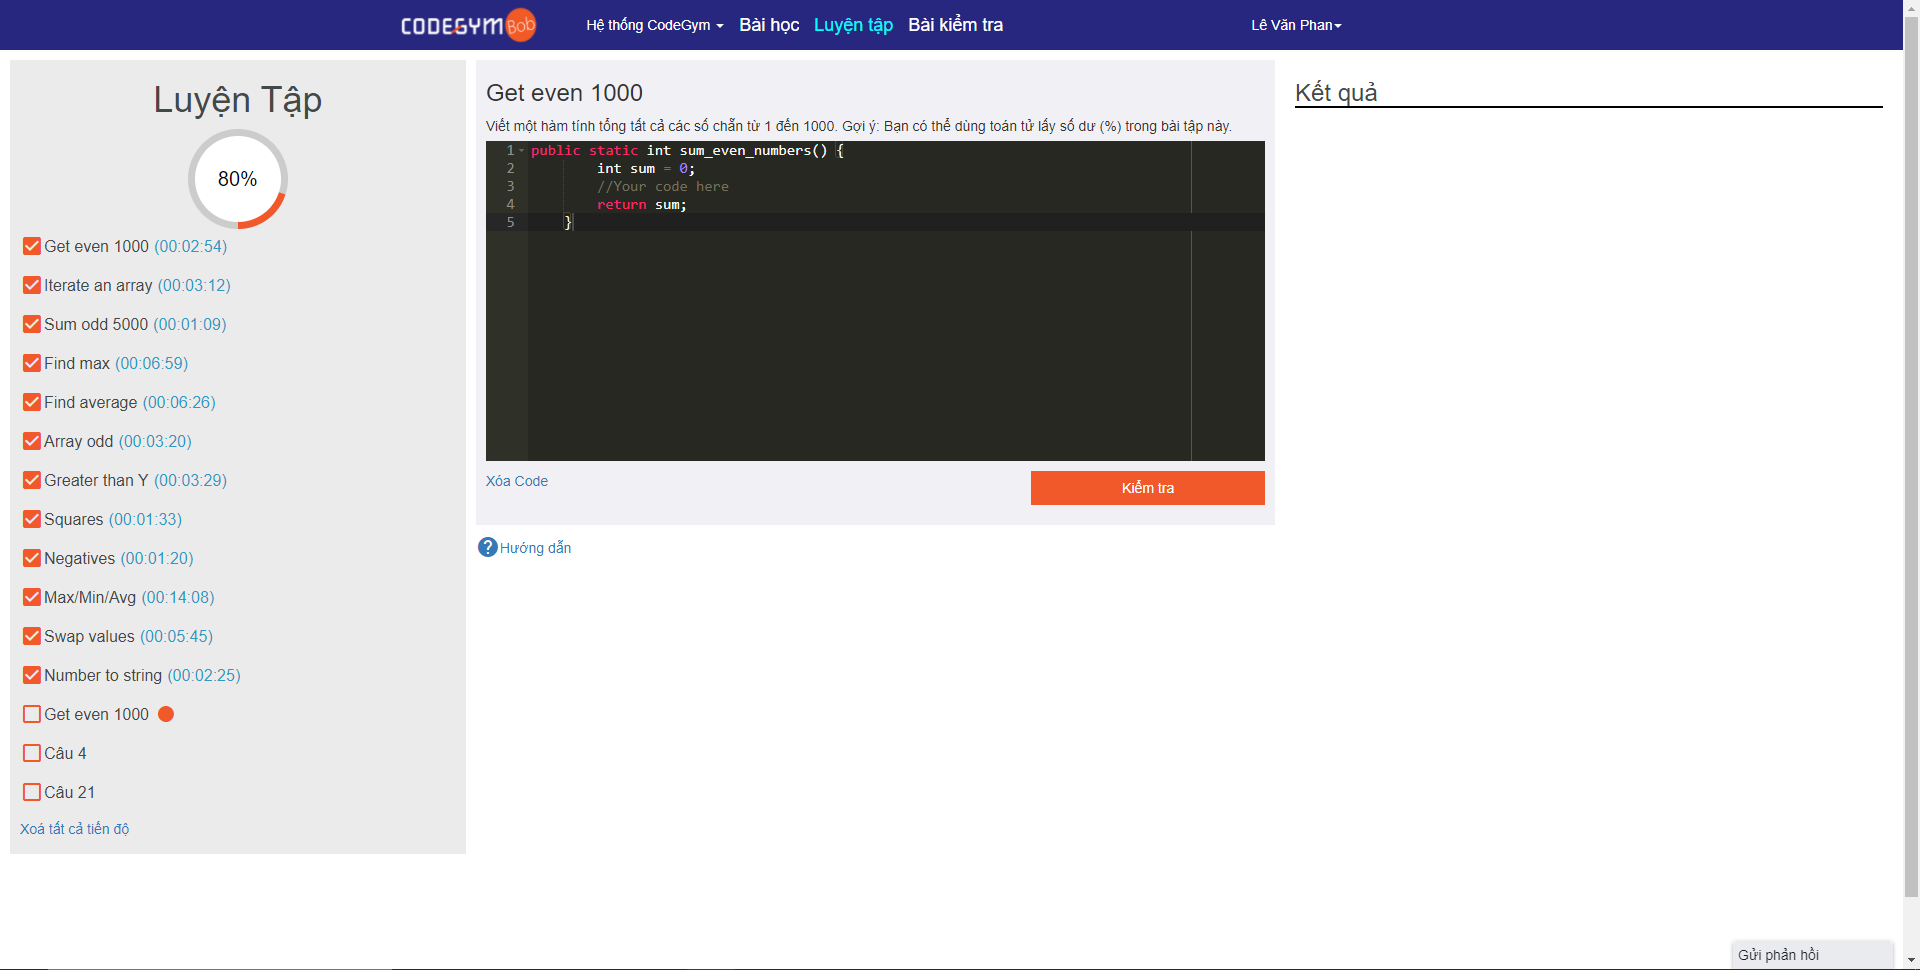 CODEGYM Bob
Hệ thống CodeGym
Bài học
Luyện tập
Bài kiểm tra
Lê Văn Phan
Luyện Tập
80%
Get even 1000 (00:02:54)
Iterate an array (00:03:12)
Sum odd 5000 (00:01:09)
Find max (00:06:59)
Find average (00:06:26)
Array odd (00:03:20)
Greater than Y (00:03:29)
Squares (00:01:33)
Negatives (00:01:20)
Max/Min/Avg (00:14:08)
Swap values (00:05:45)
Number to string (00:02:25)
Get even 1000
Câu 4
Câu 21
Xoá tất cả tiến độ
Get even 1000
Viết một hàm tính tổng tất cả các số chẵn từ 1 đến 1000. Gợi ý: Bạn có thể dùng toán tử lấy số dư (%) trong bài tập này.
1 public static int sum_even_numbers() {
2 int sum = 0;
3 //Your code here
4 return sum;
5 }
Xóa Code
Kiểm tra
? Hướng dẫn
Kết quả
Gửi phản hồi